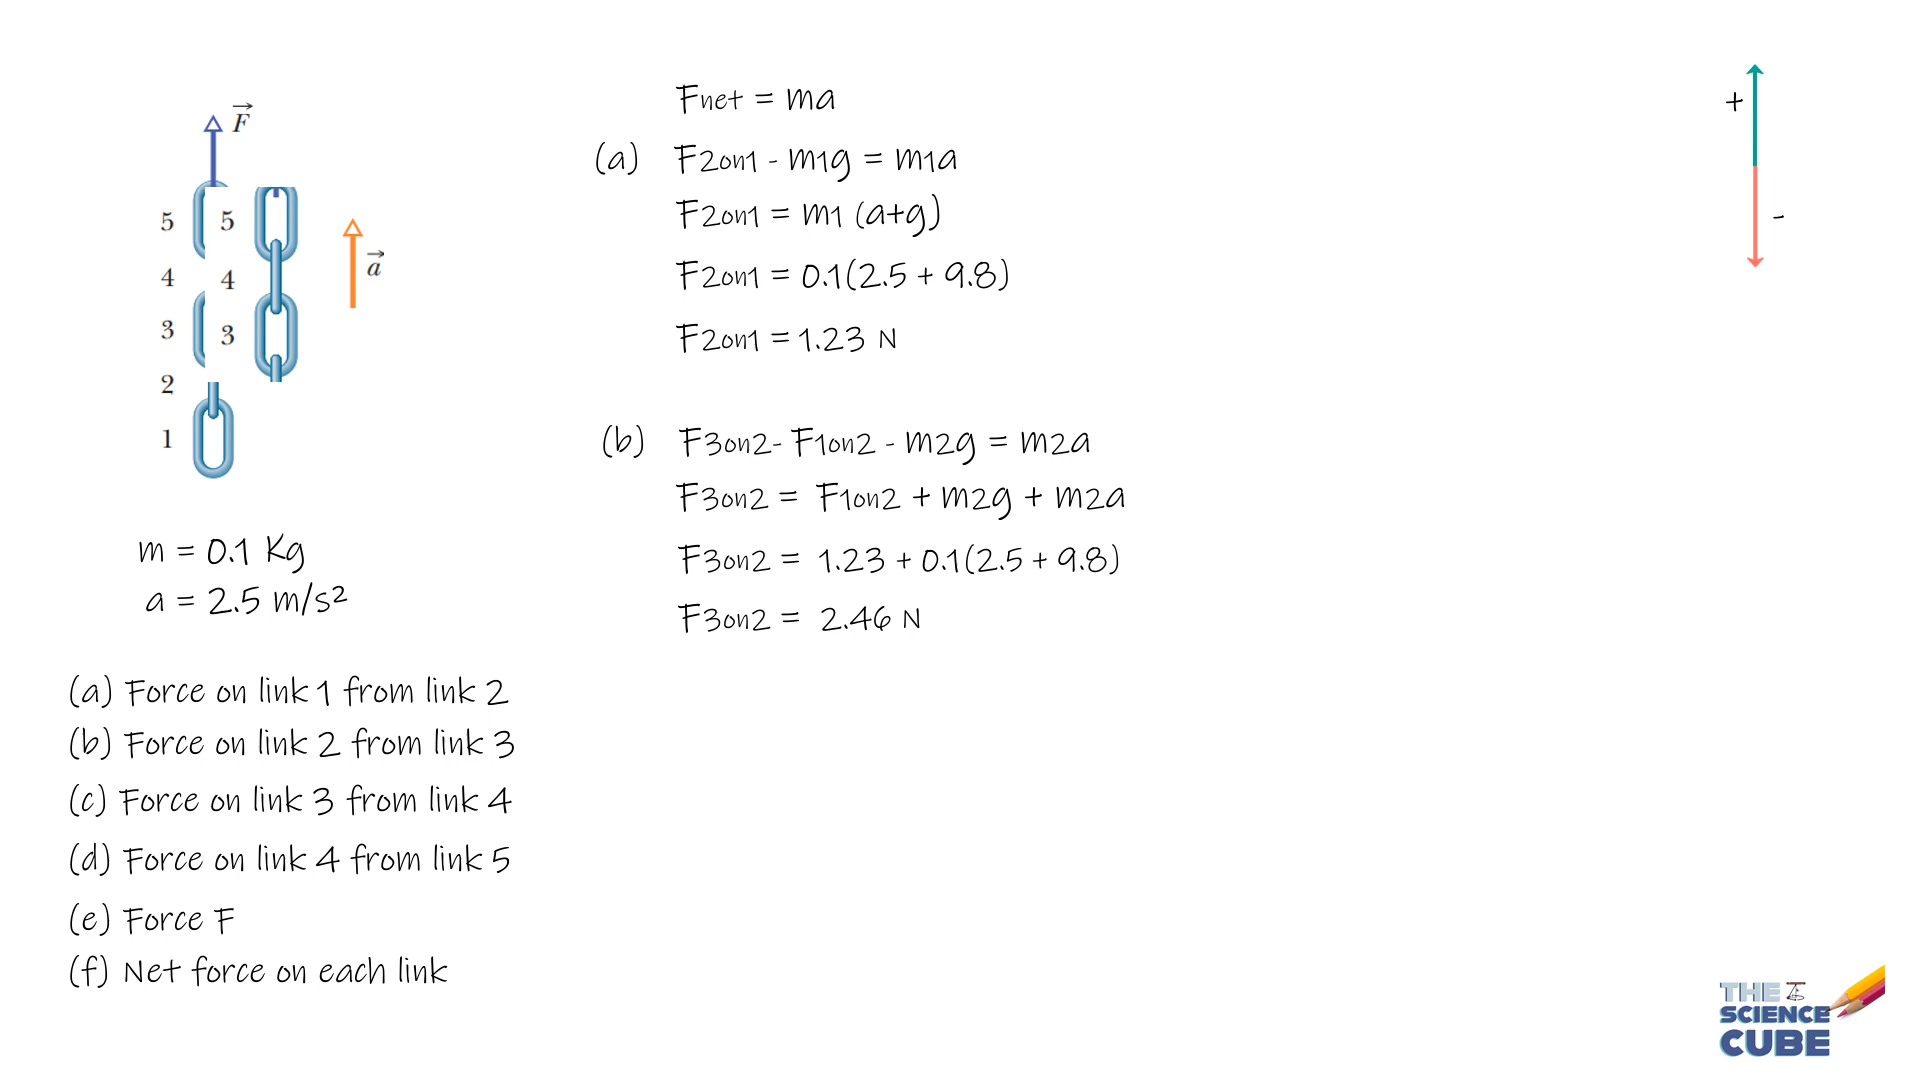 F
5 5
4 4
3 3
2
1
a
m = 0.1 Kg
a = 2.5 m/s²
(a) Force on link 1 from link 2
(b) Force on link 2 from link 3
(c) Force on link 3 from link 4
(d) Force on link 4 from link 5
(e) Force F
(f) Net force on each link
Fnet = ma
(a) F2on1 - m1g = m1a
F2on1 = m1 (a+g)
F2on1 = 0.1(2.5 + 9.8)
F2on1 = 1.23 N
(b) F3on2- F1on2 - m2g = m2a
F3on2 = F1on2 + m2g + m2a
F3on2 = 1.23 + 0.1(2.5 + 9.8)
F3on2 = 2.46 N
+
-
THE
SCIENCE
CUBE